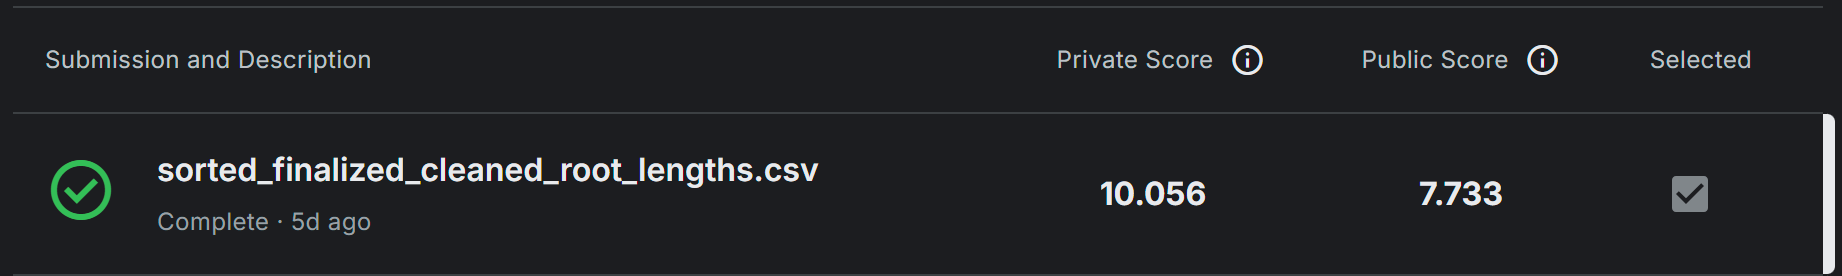 Submission and Description Private Score Public Score Selected
sorted_finalized_cleaned_root_lengths.csv 10.056 7.733
Complete · 5d ago